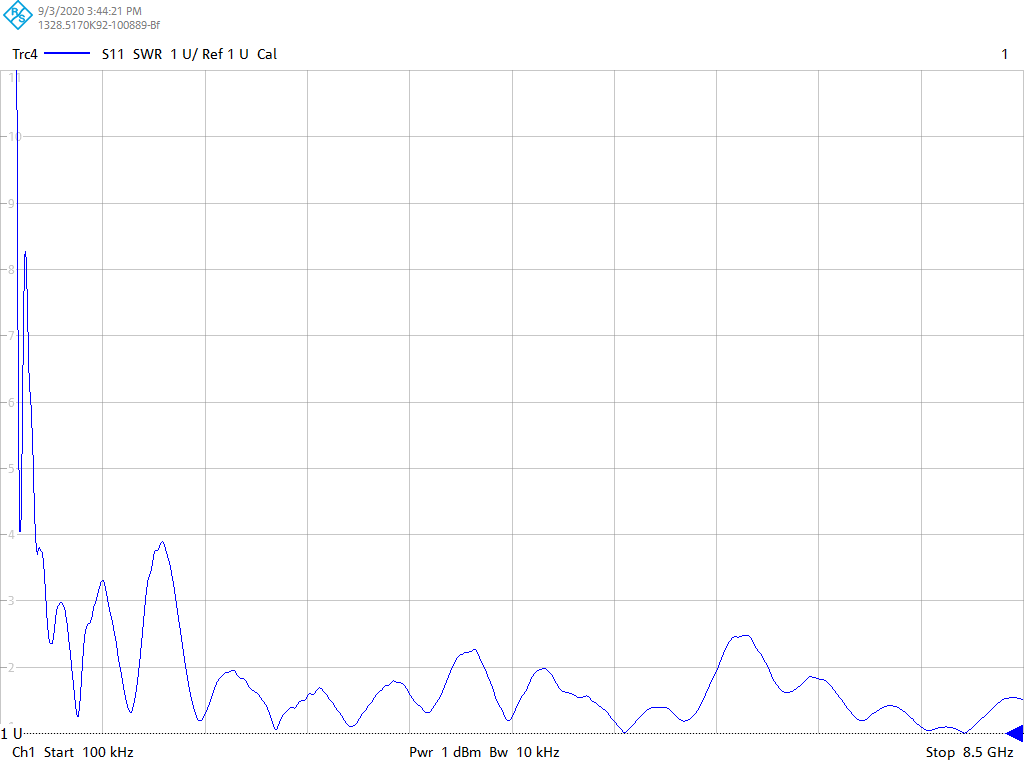 R&S
9/3/2020 3:44:21 PM
1328.5170K92-100889-Bf
Trc4 S11 SWR 1 U/ Ref 1 U Cal 1
11
10
9
8
7
6
5
4
3
2
1 U
Ch1 Start 100 kHz Pwr 1 dBm Bw 10 kHz Stop 8.5 GHz